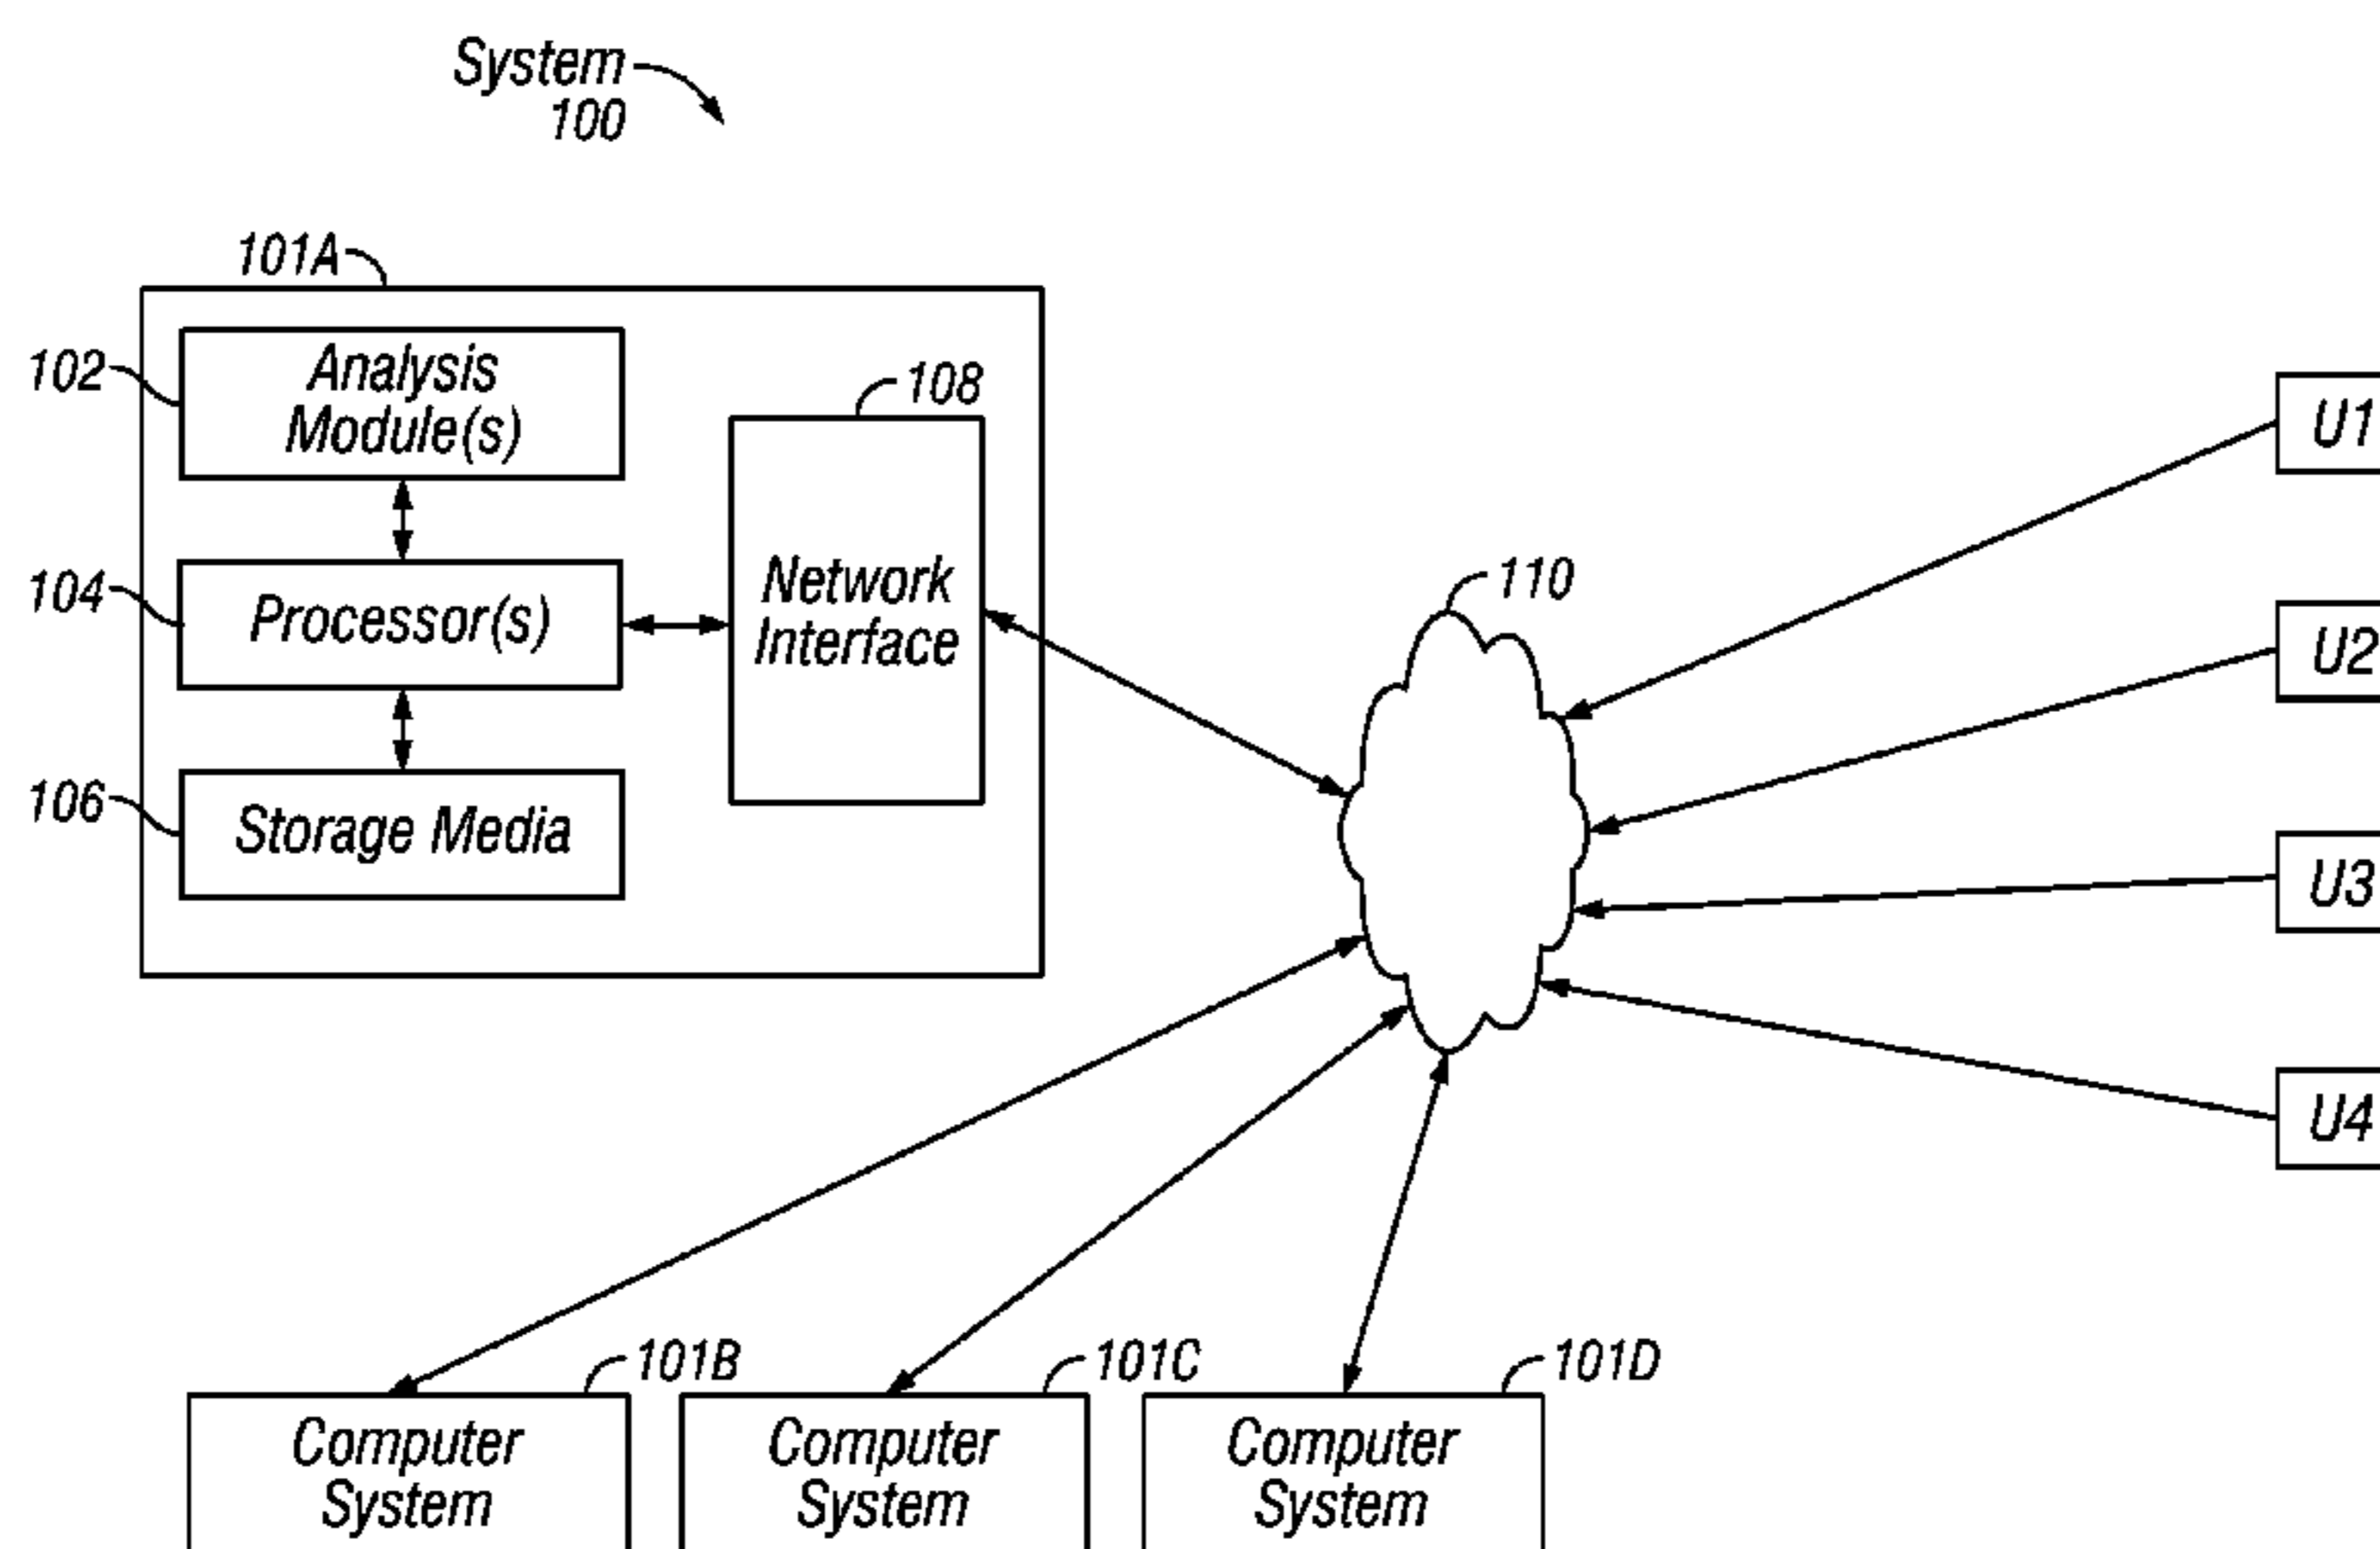 System
100
101A
102
Analysis
Module(s)
108
104
Processor(s)
Network
Interface
106
Storage Media
110
U1
U2
U3
U4
101B
Computer
System
101C
Computer
System
101D
Computer
System